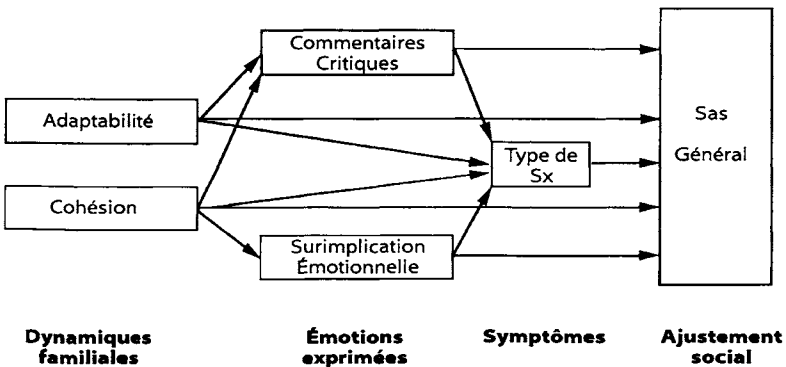 Commentaires
Critiques
Adaptabilité
Sas
Général
Type de
Sx
Cohésion
Surimplication
Émotionnelle
Dynamiques
familiales
Émotions
exprimées
Symptômes
Ajustement
social